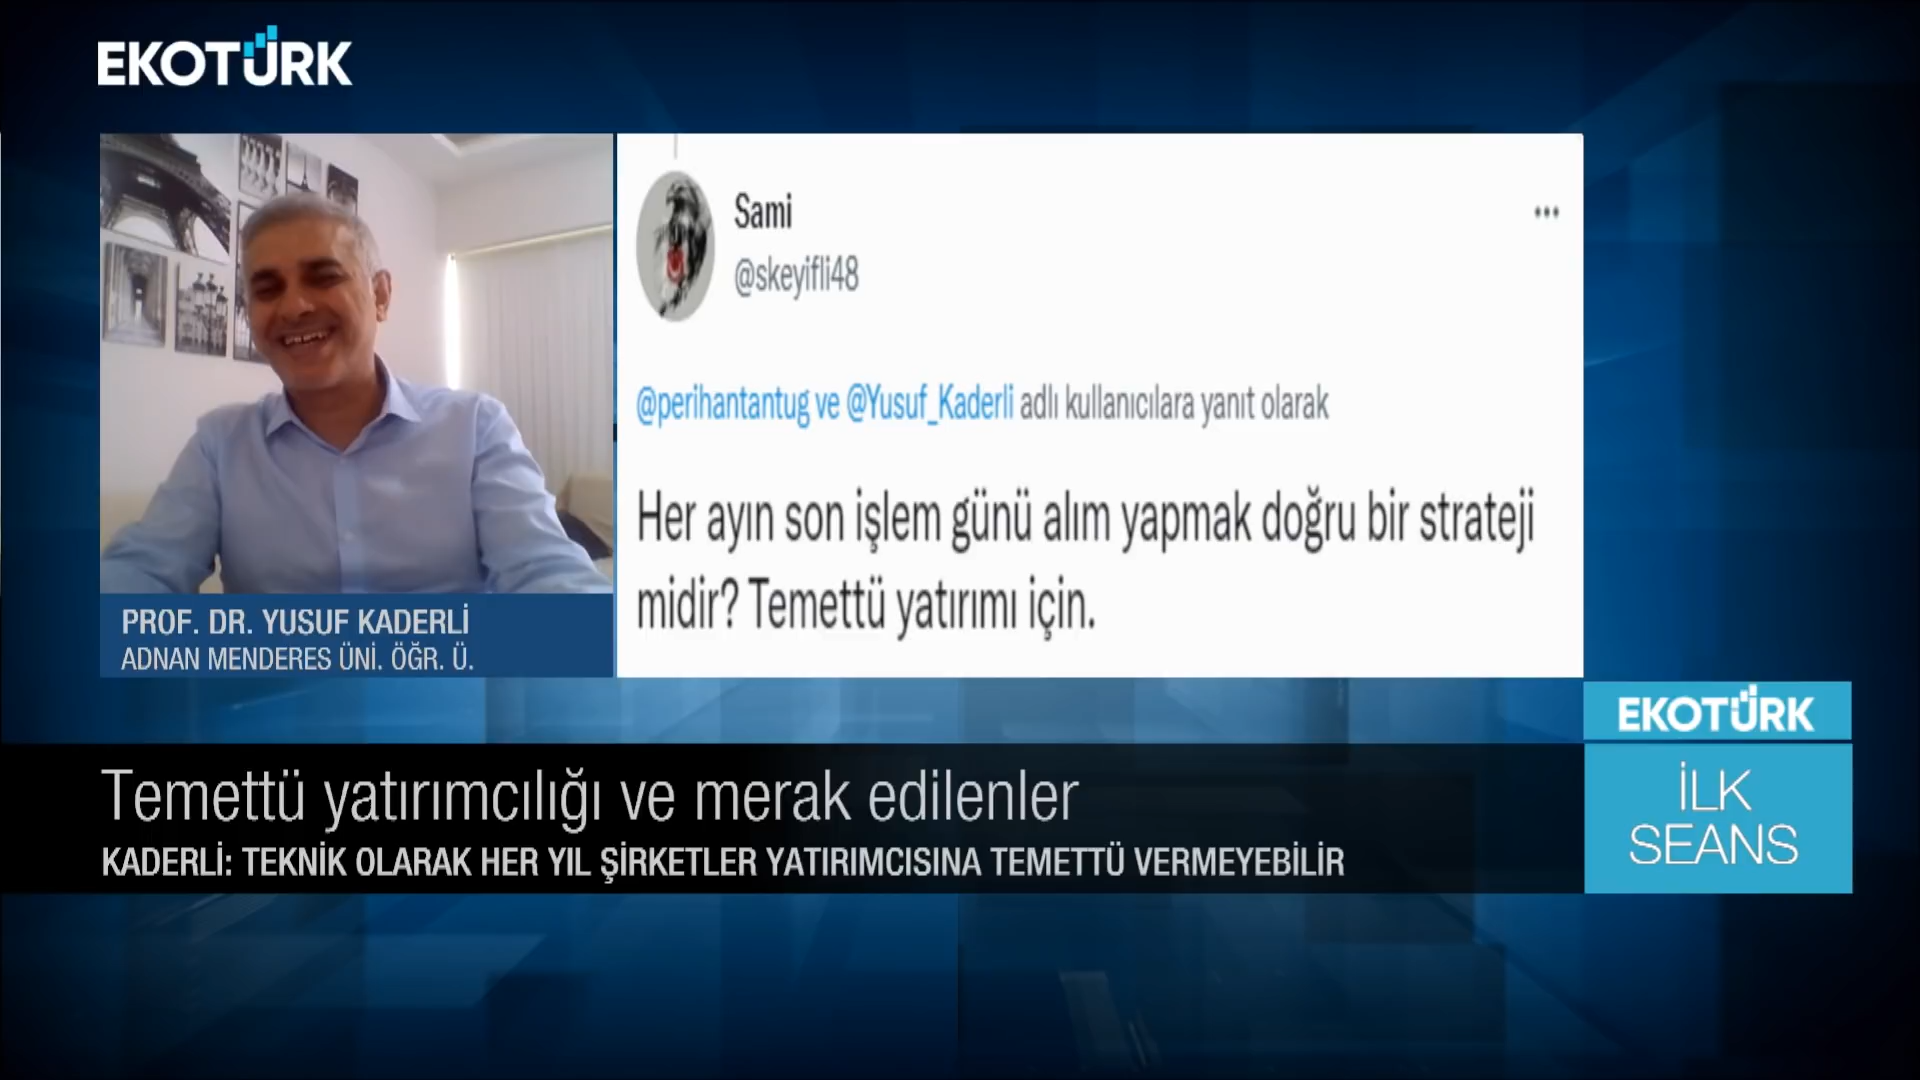 EKOTÜRK
Sami
@skeyifli48
@perihantantug ve @Yusuf_Kaderli adlı kullanıcılara yanıt olarak
Her ayın son işlem günü alım yapmak doğru bir strateji
midir? Temettü yatırımı için.
PROF. DR. YUSUF KADERLİ
ADNAN MENDERES ÜNİ. ÖĞR. Ü.
EKOTÜRK
İLK
SEANS
Temettü yatırımcılığı ve merak edilenler
KADERLİ: TEKNİK OLARAK HER YIL ŞİRKETLER YATIRIMCISINA TEMETTÜ VERMEYEBİLİR